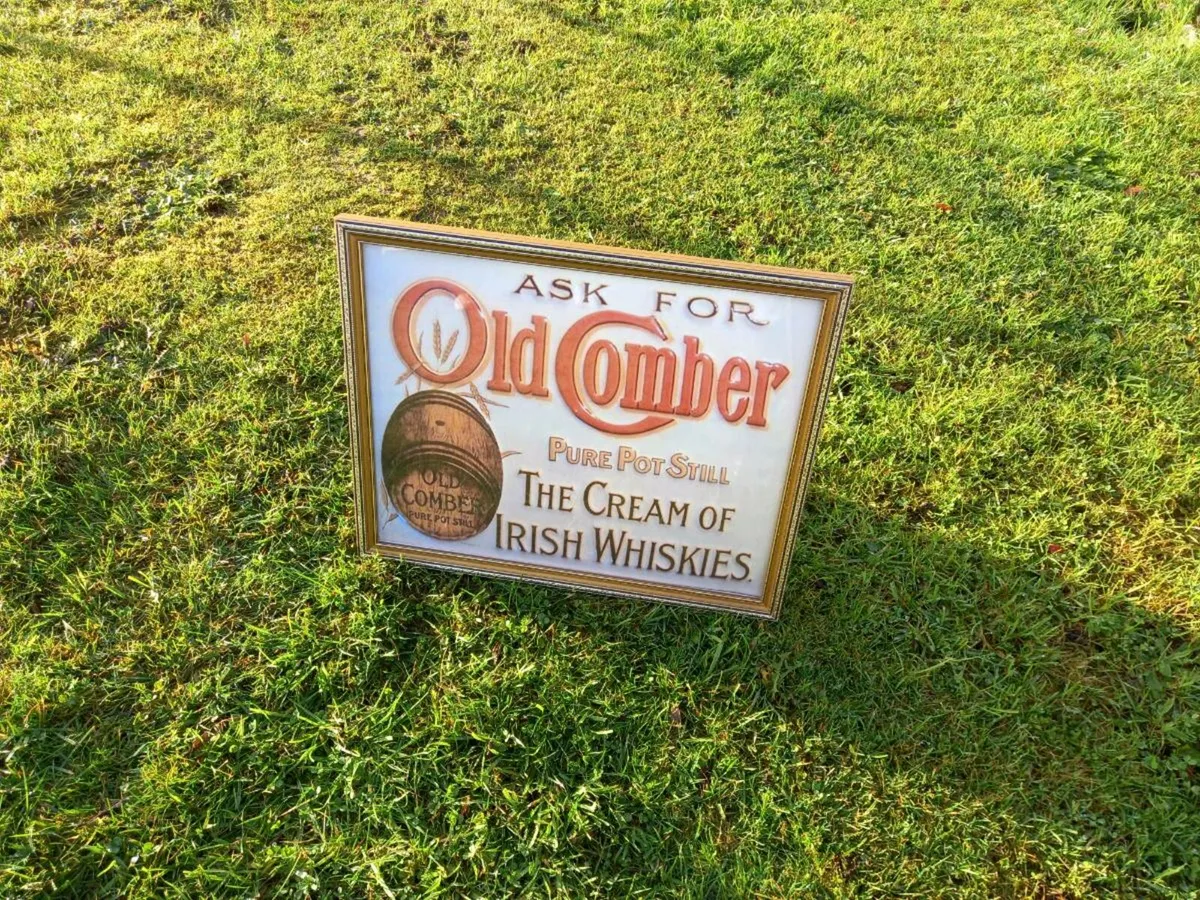 ASK FOR
Old Comber
PURE POT STILL
THE CREAM OF
IRISH WHISKIES.
OLD
COMBER
PURE POT STILL